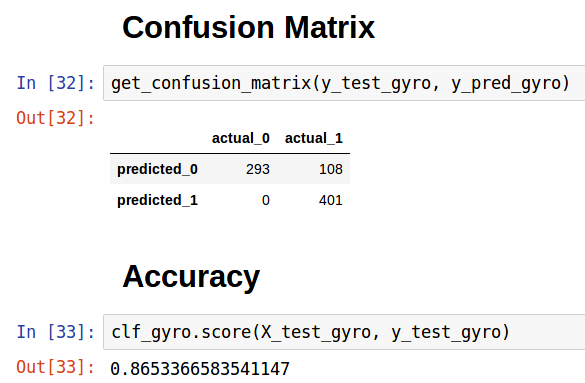 Confusion Matrix
In [32]: get_confusion_matrix(y_test_gyro, y_pred_gyro)
Out[32]:
actual_0 actual_1
predicted_0 293 108
predicted_1 0 401
Accuracy
In [33]: clf_gyro.score(X_test_gyro, y_test_gyro)
Out[33]: 0.8653366583541147